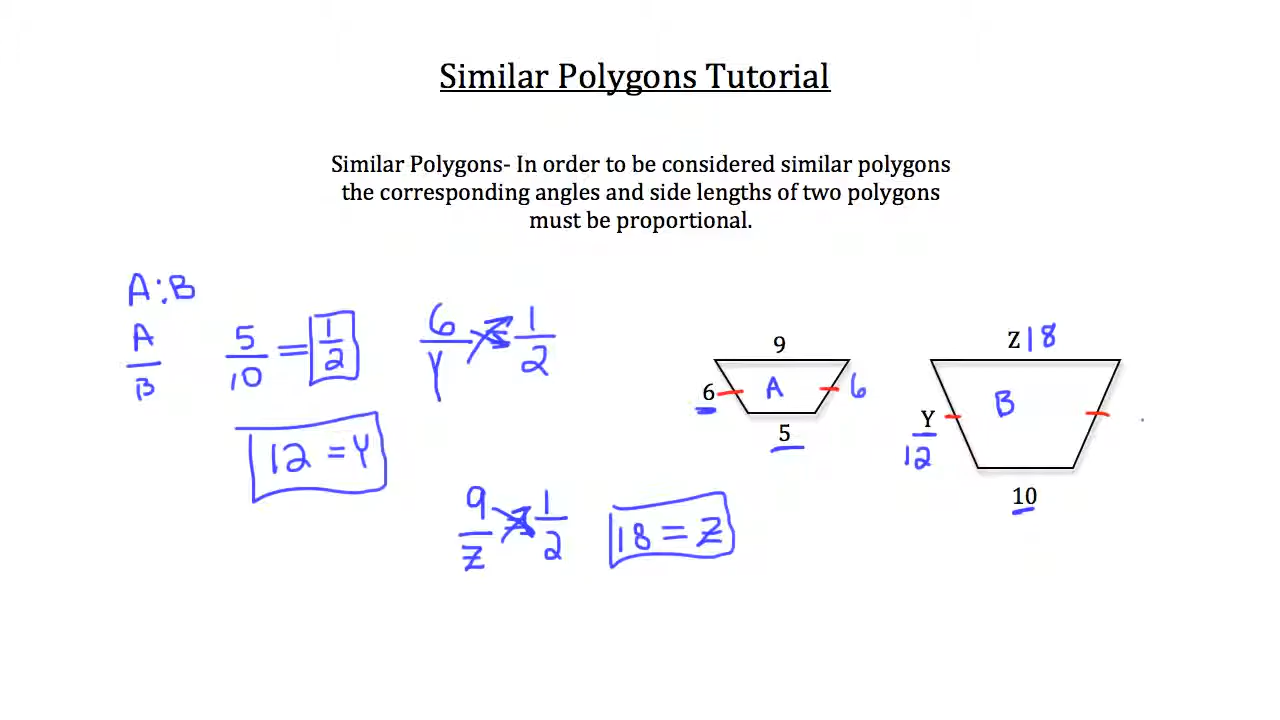 Similar Polygons Tutorial
Similar Polygons- In order to be considered similar polygons
the corresponding angles and side lengths of two polygons
must be proportional.
A:B
A/B
5/10 = 1/2
6/Y = 1/2
12 = Y
9/Z = 1/2
18 = Z
9
6 A 6
5
Z 18
Y B
12
10